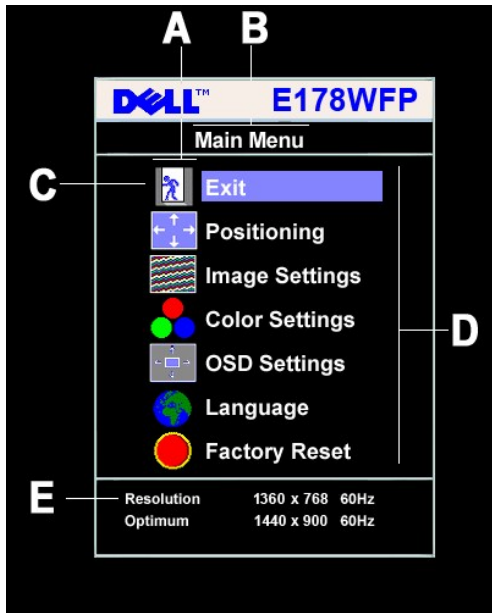 A B
DELL™ E178WFP
Main Menu
C
Exit
Positioning
Image Settings
Color Settings
D
OSD Settings
Language
Factory Reset
E
Resolution 1360 x 768 60Hz
Optimum 1440 x 900 60Hz